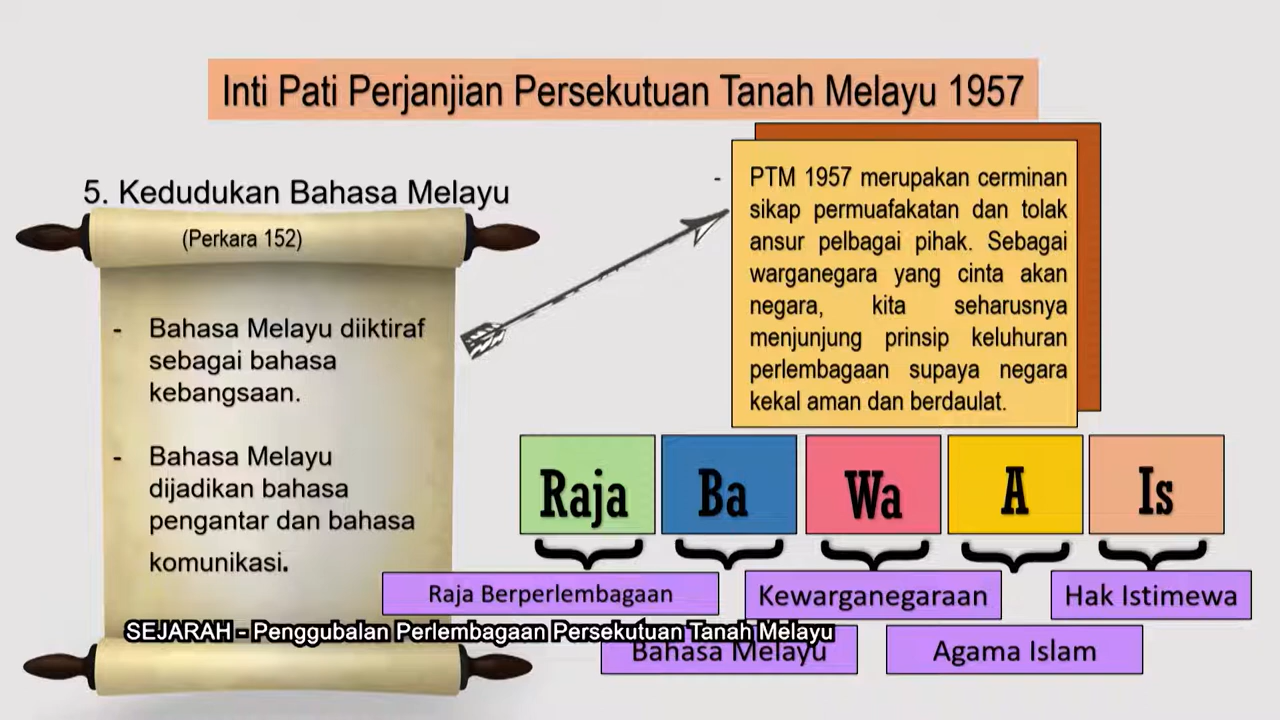 Inti Pati Perjanjian Persekutuan Tanah Melayu 1957
5. Kedudukan Bahasa Melayu
(Perkara 152)
- Bahasa Melayu diiktiraf
sebagai bahasa
kebangsaan.
- Bahasa Melayu
dijadikan bahasa
pengantar dan bahasa
komunikasi.
- PTM 1957 merupakan cerminan
sikap permuafakatan dan tolak
ansur pelbagai pihak. Sebagai
warganegara yang cinta akan
negara, kita seharusnya
menjunjung prinsip keluhuran
perlembagaan supaya negara
kekal aman dan berdaulat.
Raja Ba Wa A Is
Raja Berperlembagaan Kewarganegaraan Hak Istimewa
SEJARAH - Penggubalan Perlembagaan Persekutuan Tanah Melayu
Bahasa Melayu Agama Islam